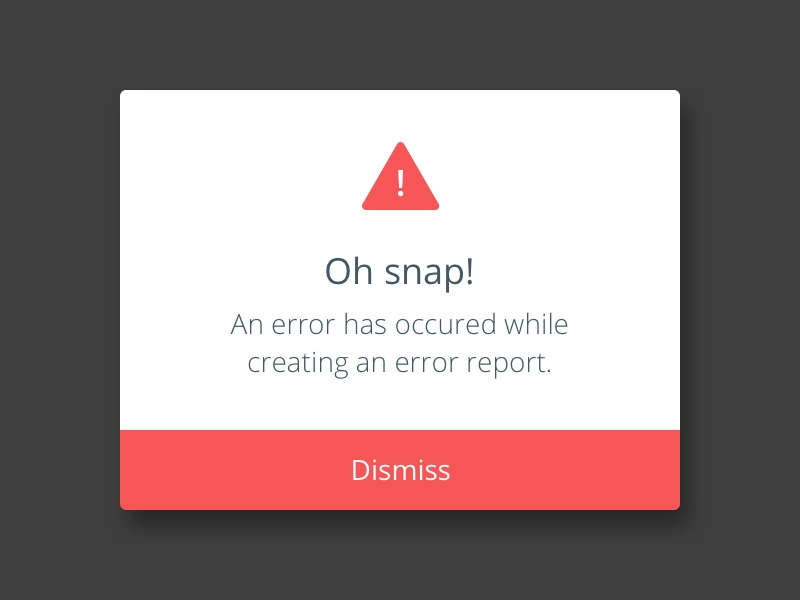 !
Oh snap!
An error has occured while
creating an error report.
Dismiss